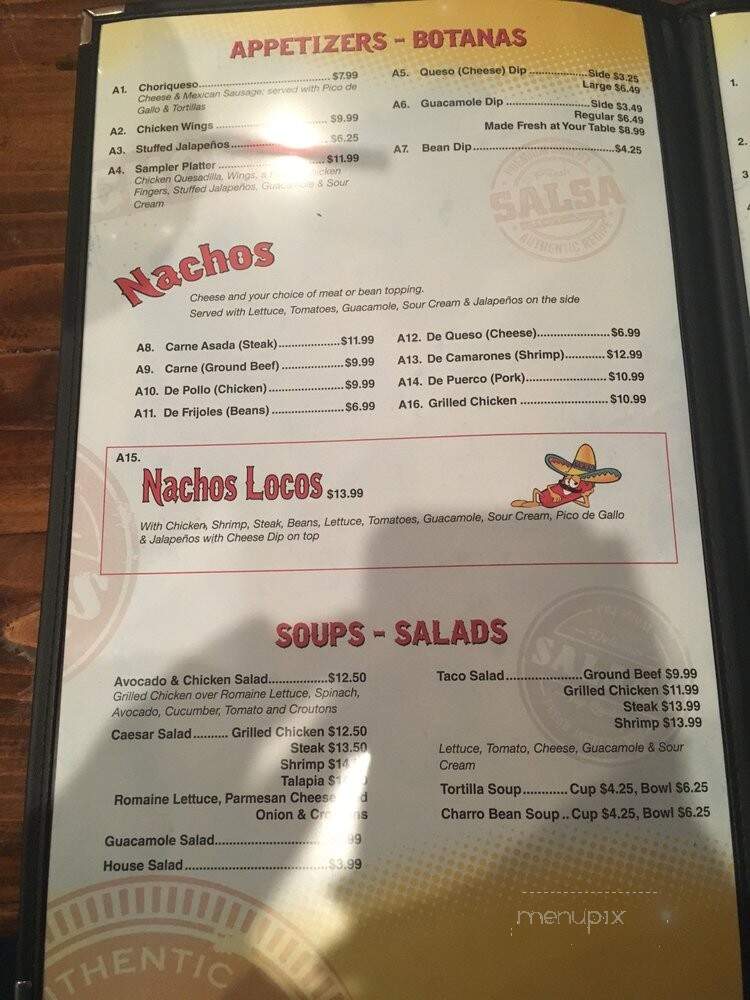 APPETIZERS - BOTANAS
A1. Choriqueso.................................. $7.99
Cheese & Mexican Sausage; served with Pico de
Gallo & Tortillas
A2. Chicken Wings ............................. $9.99
A3. Stuffed Jalapeños......................... $6.25
A4. Sampler Platter ........................... $11.99
Chicken Quesadilla, Wings, Chicken
Fingers, Stuffed Jalapeños, & Sour
Cream
A5. Queso (Cheese) Dip ...............Side $3.25
Large $6.49
A6. Guacamole Dip ......................Side $3.49
Regular $6.49
Made Fresh at Your Table $8.99
A7. Bean Dip.....................................$4.25
SALSA
AUTHENTIC
Nachos
Cheese and your choice of meat or bean topping.
Served with Lettuce, Tomatoes, Guacamole, Sour Cream & Jalapeños on the side
A8. Carne Asada (Steak)..................$11.99
A9. Carne (Ground Beef) ..................$9.99
A10. De Pollo (Chicken)......................$9.99
A11. De Frijoles (Beans) .....................$6.99
A12. De Queso (Cheese).....................$6.99
A13. De Camarones (Shrimp)............$12.99
A14. De Puerco (Pork).......................$10.99
A16. Grilled Chicken .........................$10.99
A15.
Nachos Locos $13.99
With Chicken, Shrimp, Steak, Beans, Lettuce, Tomatoes, Guacamole, Sour Cream, Pico de Gallo
& Jalapeños with Cheese Dip on top
SOUPS - SALADS
Avocado & Chicken Salad................$12.50
Grilled Chicken over Romaine Lettuce, Spinach,
Avocado, Cucumber, Tomato and Croutons
Caesar Salad.......... Grilled Chicken $12.50
Steak $13.50
Shrimp
Talapia
Romaine Lettuce, Parmesan Cheese
Onion &
Guacamole Salad
House Salad........................................$3.99
Taco Salad......................Ground Beef $9.99
Grilled Chicken $11.99
Steak $13.99
Shrimp $13.99
Lettuce, Tomato, Cheese, Guacamole & Sour
Cream
Tortilla Soup............ Cup $4.25, Bowl $6.25
Charro Bean Soup .. Cup $4.25, Bowl $6.25
menupix
1.
2.
3